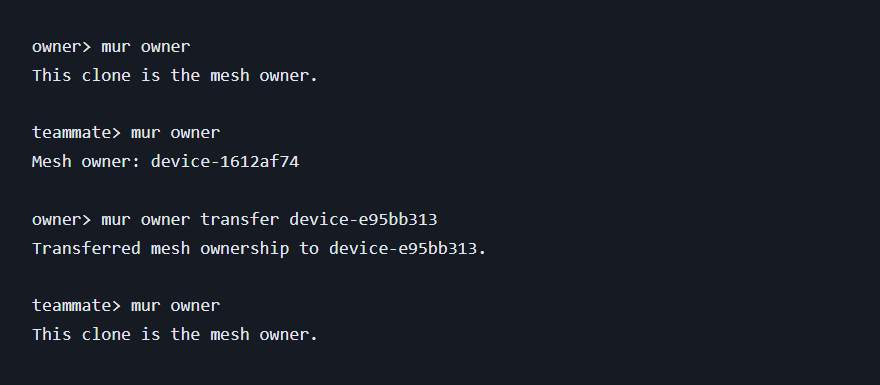 owner> mur owner
This clone is the mesh owner.
teammate> mur owner
Mesh owner: device-1612af74
owner> mur owner transfer device-e95bb313
Transferred mesh ownership to device-e95bb313.
teammate> mur owner
This clone is the mesh owner.